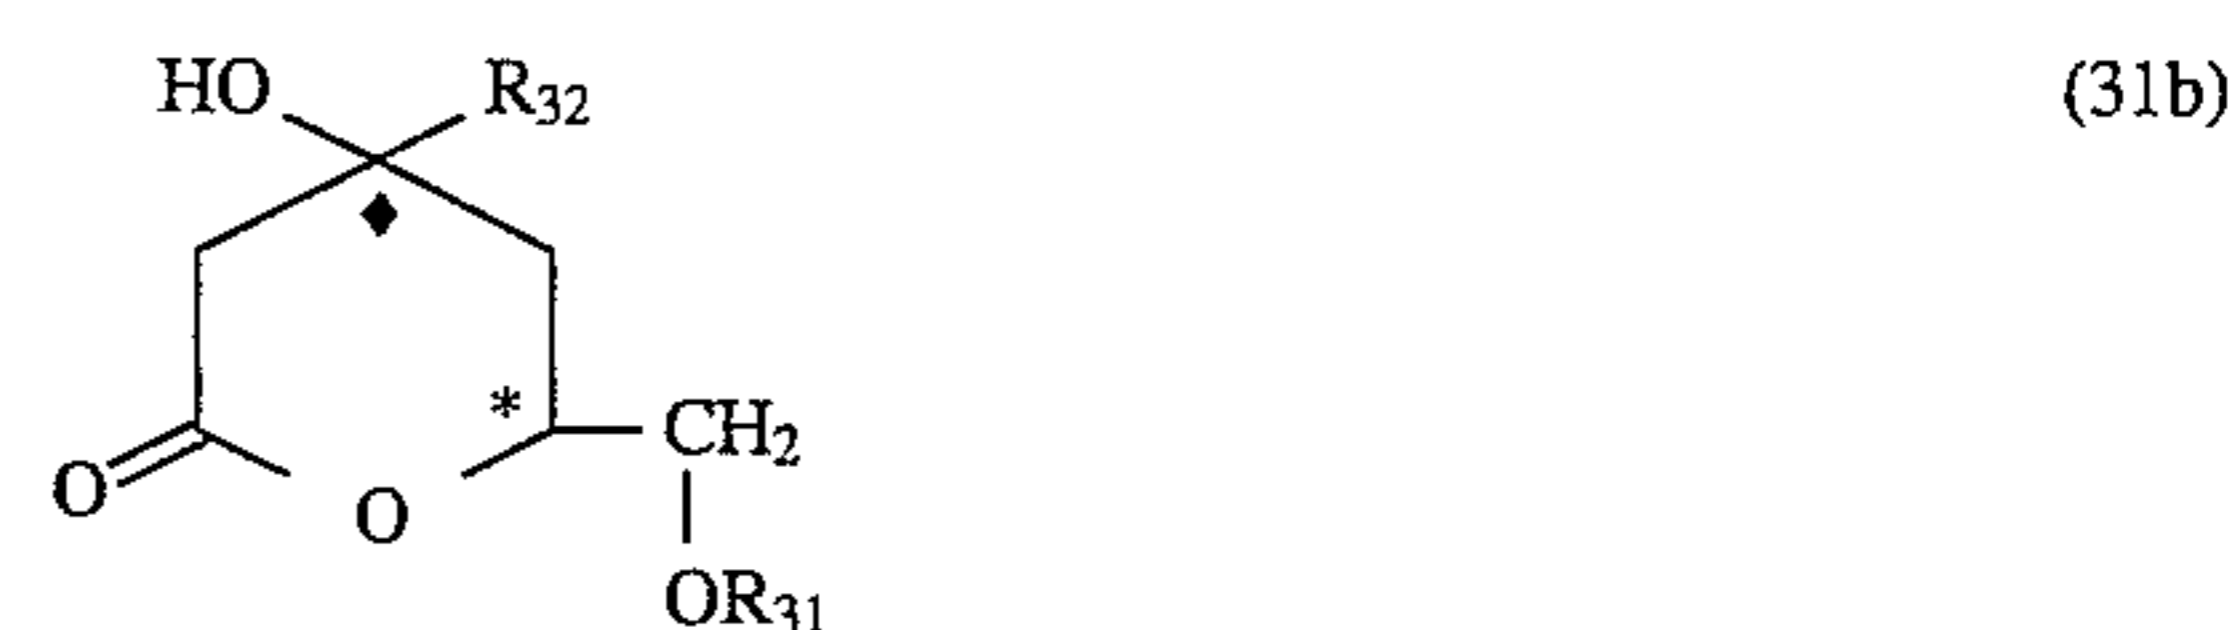 HO R₃₂ (31b)
♦
* CH₂
O O
OR₃₁